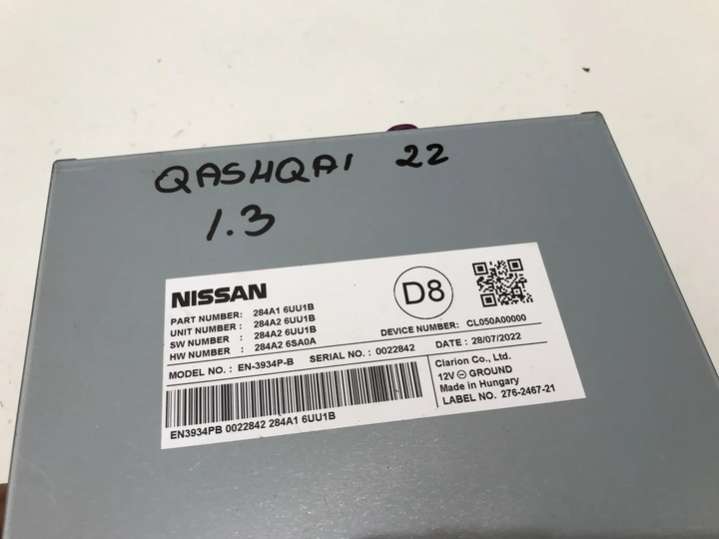 QASHQAI 22
1.3
NISSAN
D8
PART NUMBER: 284A1 6UU1B
UNIT NUMBER : 284A2 6UU1B
SW NUMBER : 284A2 6UU1B
HW NUMBER : 284A2 6SA0A
DEVICE NUMBER: CL050A00000
MODEL NO. : EN-3934P-B SERIAL NO. : 0022842 DATE : 28/07/2022
Clarion Co., Ltd.
12V ⊖ GROUND
Made in Hungary
LABEL NO. 276-2467-21
EN3934PB 0022842 284A1 6UU1B